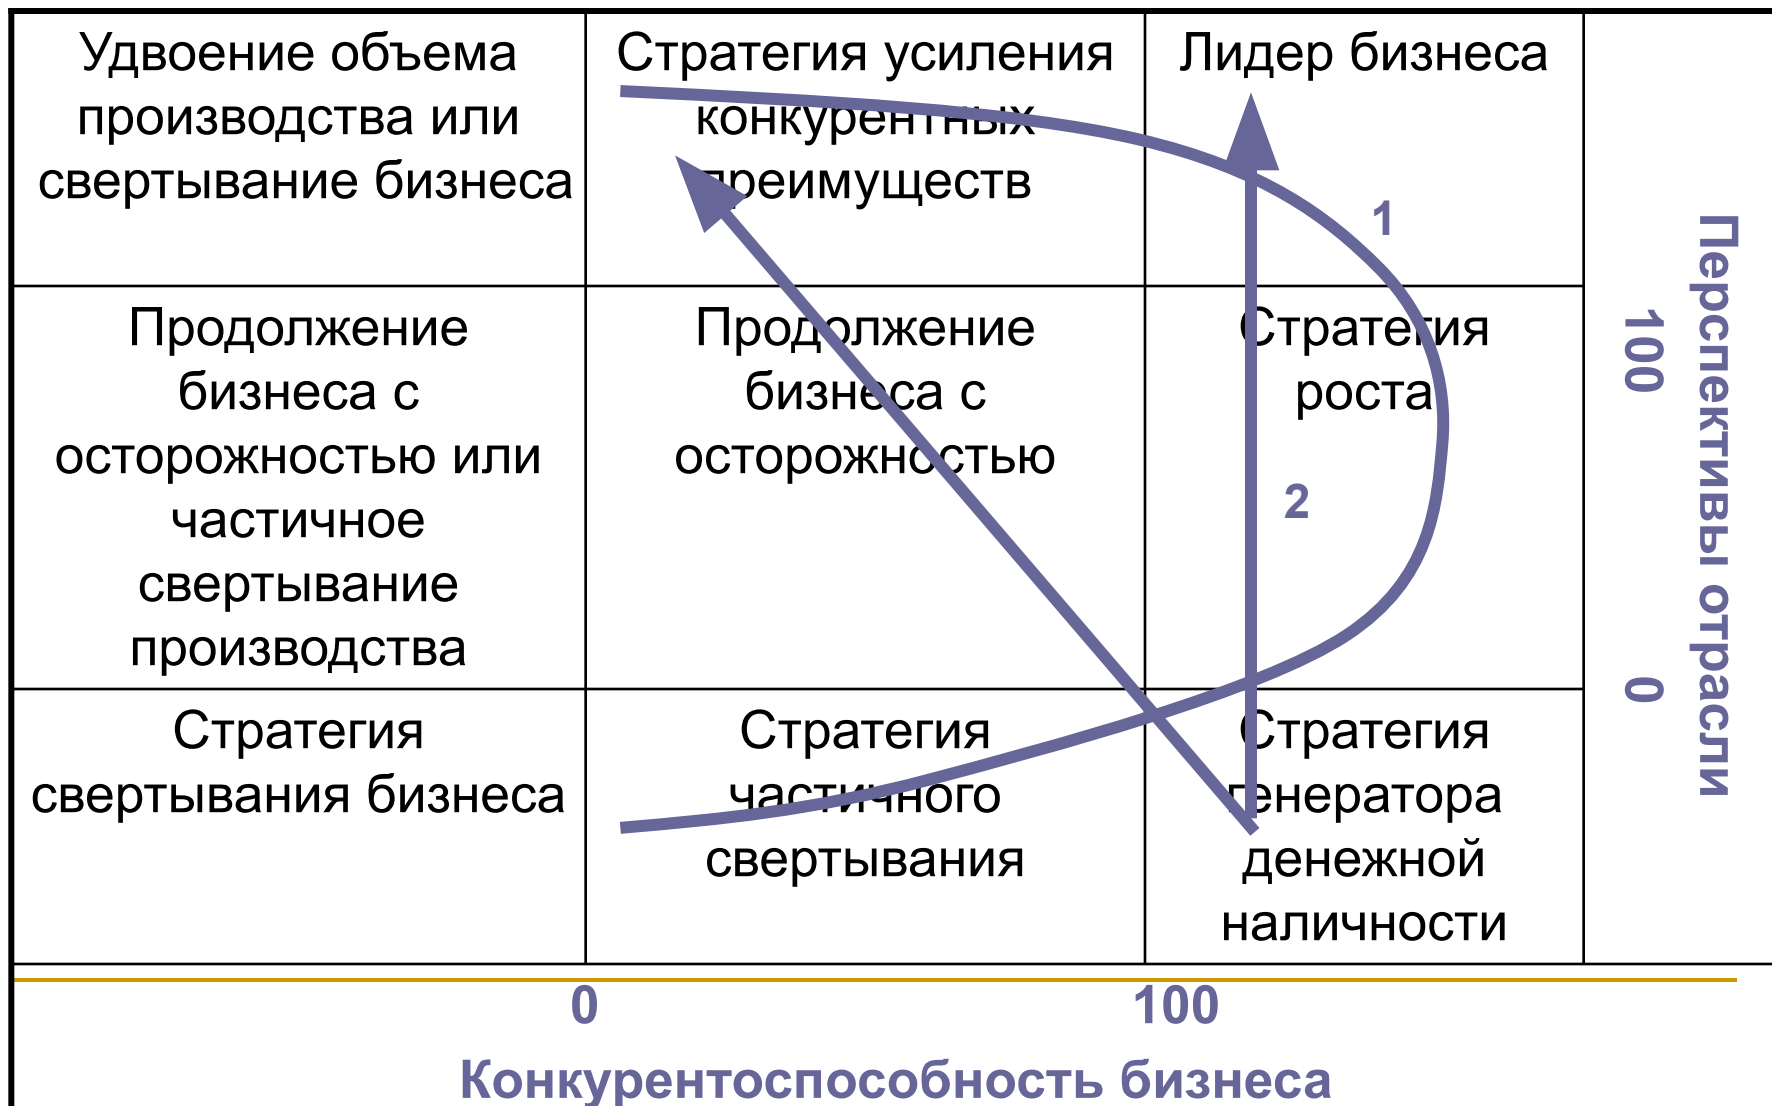 Удвоение объема
производства или
свертывание бизнеса
Стратегия усиления
конкурентных
преимуществ
Лидер бизнеса
1
Продолжение
бизнеса с
осторожностью или
частичное
свертывание
производства
Продолжение
бизнеса с
осторожностью
Стратегия
роста
2
Стратегия
свертывания бизнеса
Стратегия
частичного
свертывания
Стратегия
генератора
денежной
наличности
100
0
Перспективы отрасли
0
100
Конкурентоспособность бизнеса